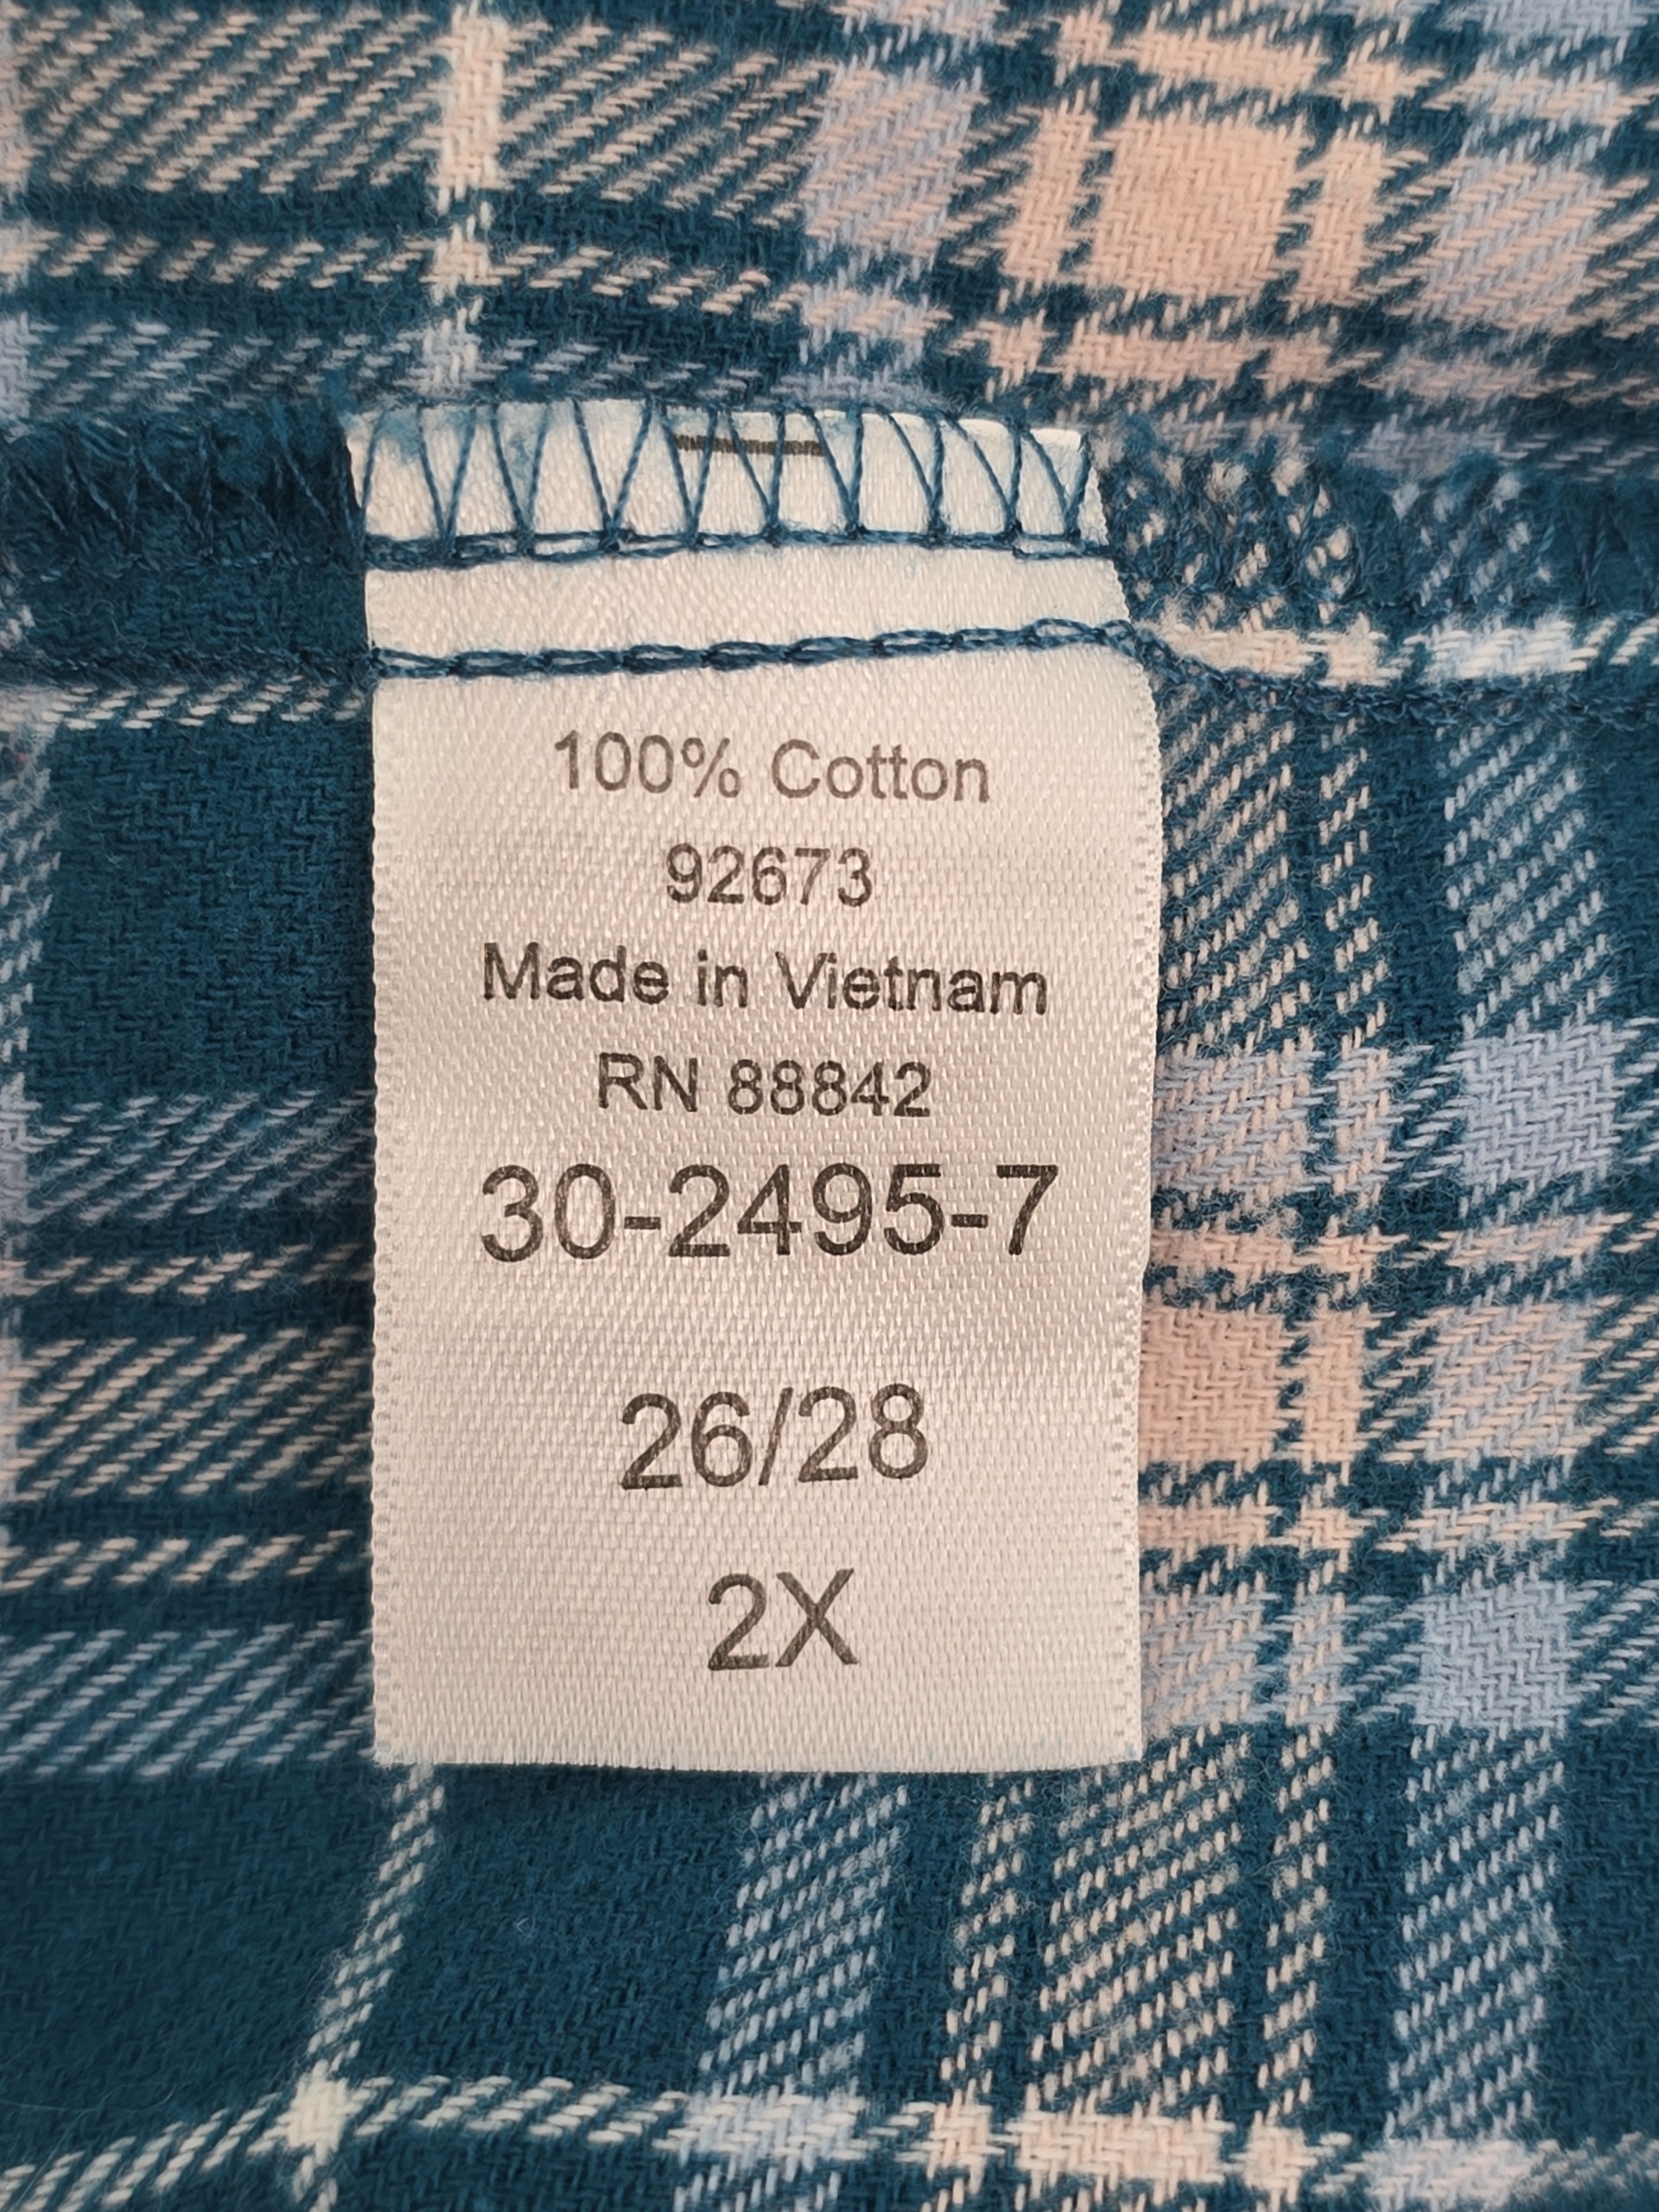 100% Cotton
92673
Made in Vietnam
RN 88842
30-2495-7
26/28
2X